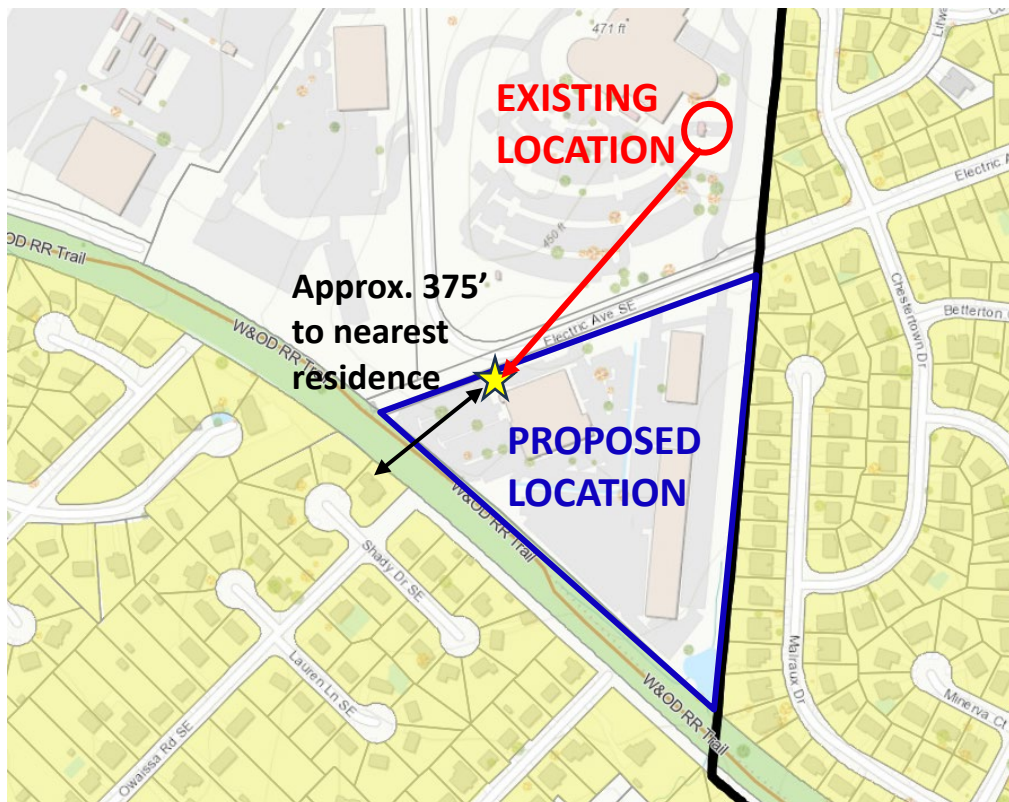 471 ft
Litwa
EXISTING
LOCATION
Electric A
OD RR Trail
450 ft
Approx. 375’
to nearest
residence
W&OD RR Tra
Electric Ave SE
Chestertown Dr
Betterton
PROPOSED
LOCATION
W&OD RR Trail
Shady Dr SE
Malraux Dr
Lauren Ln SE
W&OD RR Trail
Minerva Ct
Owaissa Rd SE